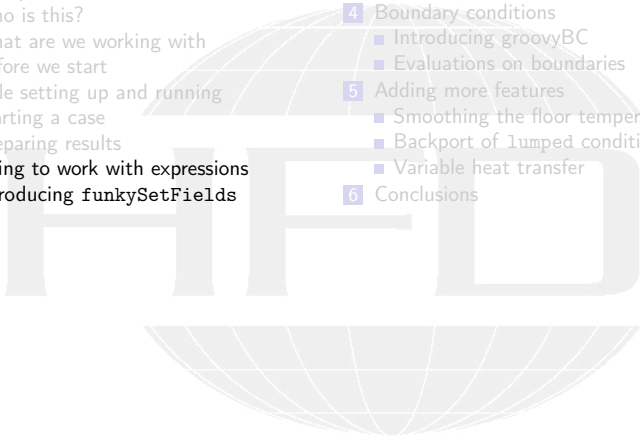 is this?
at are we working with
fore we start
le setting up and running
rting a case
paring results
ing to work with expressions
roducing funkySetFields
4 Boundary conditions
Introducing groovyBC
Evaluations on boundaries
5 Adding more features
Smoothing the floor temper
Backport of lumped conditi
Variable heat transfer
6 Conclusions
HFD